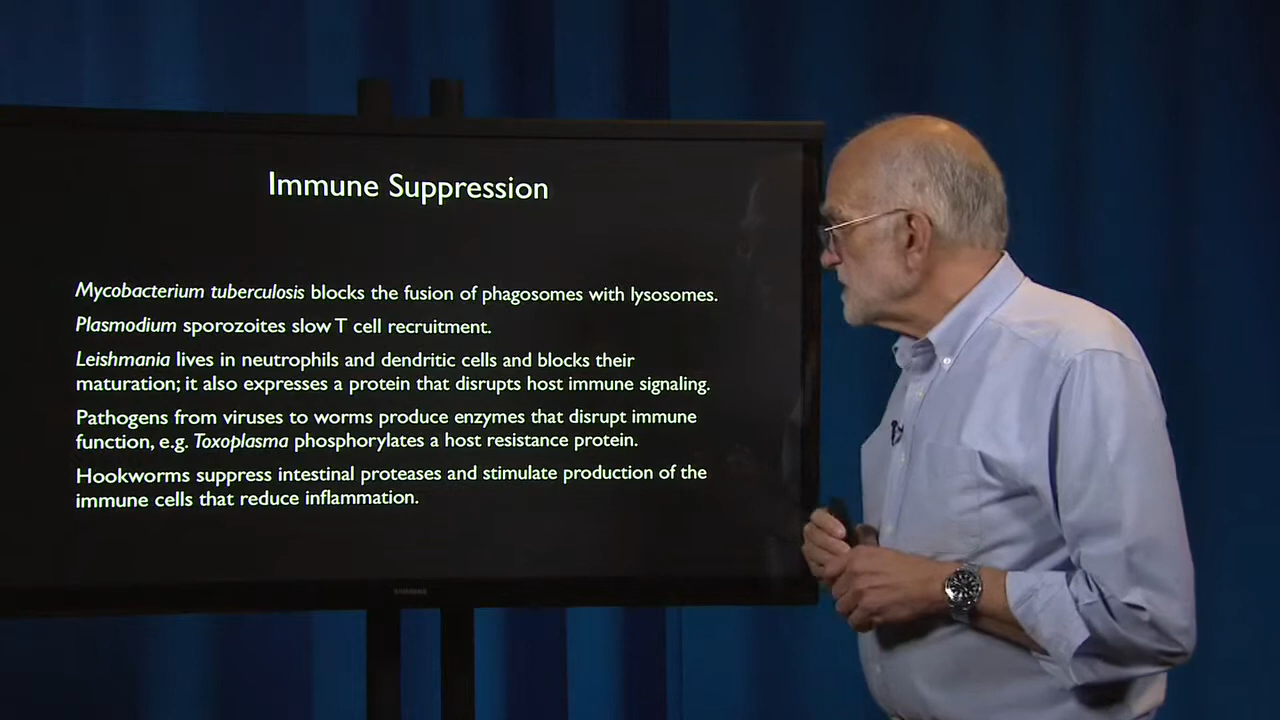 Immune Suppression
Mycobacterium tuberculosis blocks the fusion of phagosomes with lysosomes.
Plasmodium sporozoites slow T cell recruitment.
Leishmania lives in neutrophils and dendritic cells and blocks their
maturation; it also expresses a protein that disrupts host immune signaling.
Pathogens from viruses to worms produce enzymes that disrupt immune
function, e.g. Toxoplasma phosphorylates a host resistance protein.
Hookworms suppress intestinal proteases and stimulate production of the
immune cells that reduce inflammation.
SAMSUNG